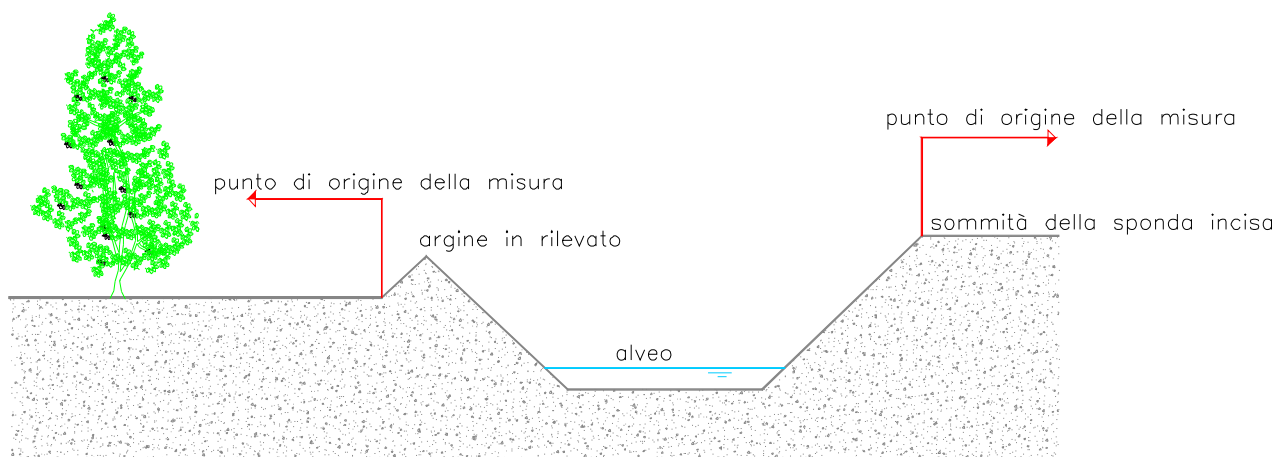 punto di origine della misura
punto di origine della misura
sommità della sponda incisa
argine in rilevato
alveo